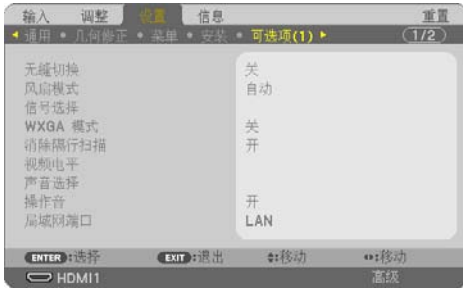 输入 调整 设置 信息 重置
通用 • 几何修正 • 菜单 • 安装 • 可选项(1) (1/2)
无缝切换 关
风扇模式 自动
信号选择
WXGA 模式 关
消除隔行扫描 开
视频电平
声音选择
操作音 开
局域网端口 LAN
ENTER:选择 EXIT:退出 :移动 :移动
HDMI1 高级